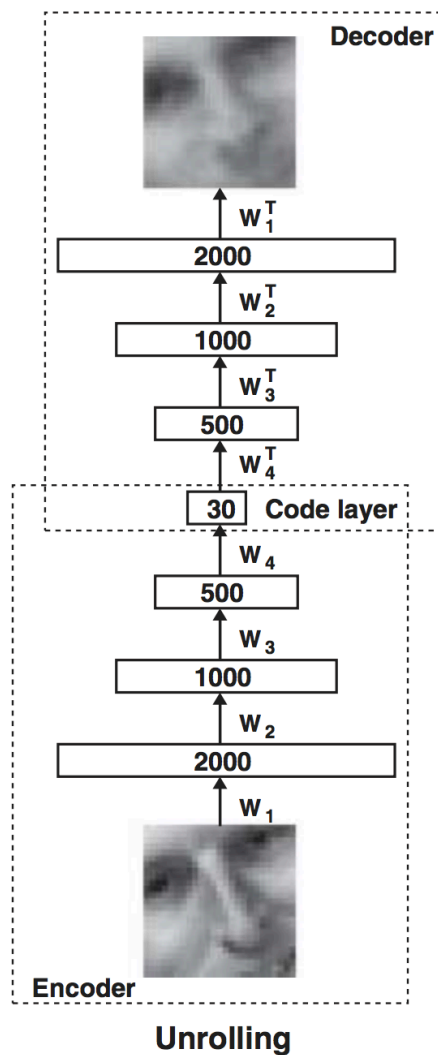 Decoder
W₁ᵀ
2000
W₂ᵀ
1000
W₃ᵀ
500
W₄ᵀ
30 Code layer
W₄
500
W₃
1000
W₂
2000
W₁
Encoder
Unrolling